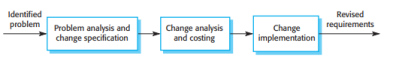 Identified
problem
Problem analysis and
change specification
Change analysis
and costing
Change
implementation
Revised
requirements